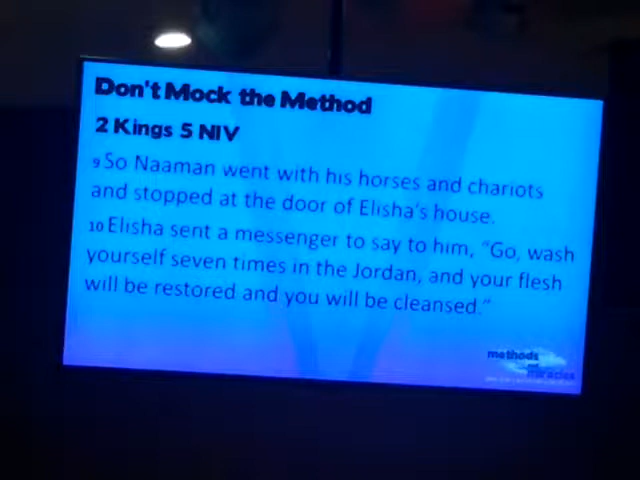 Don't Mock the Method
2 Kings 5 NIV
9 So Naaman went with his horses and chariots
and stopped at the door of Elisha's house.
10 Elisha sent a messenger to say to him, "Go, wash
yourself seven times in the Jordan, and your flesh
will be restored and you will be cleansed."
methods
and
miracles